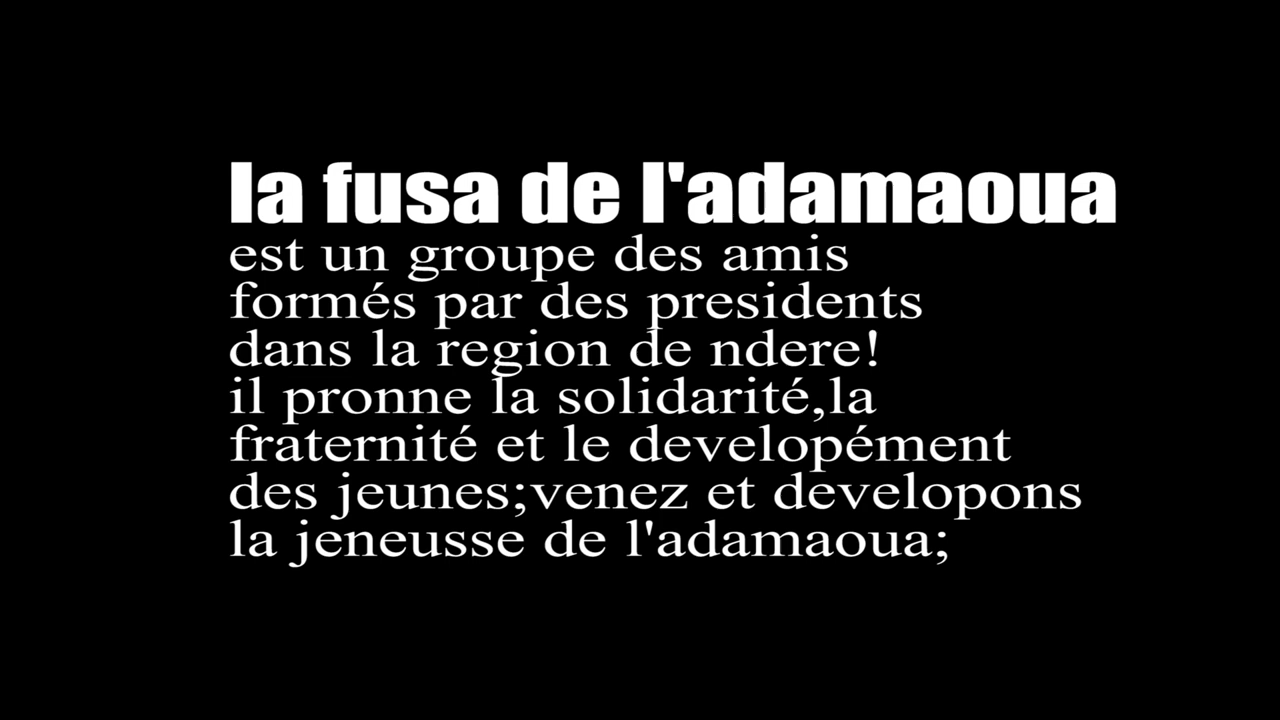 la fusa de l'adamaoua
est un groupe des amis
formés par des presidents
dans la region de ndere!
il pronne la solidarité,la
fraternité et le developément
des jeunes;venez et developons
la jeneusse de l'adamaoua;